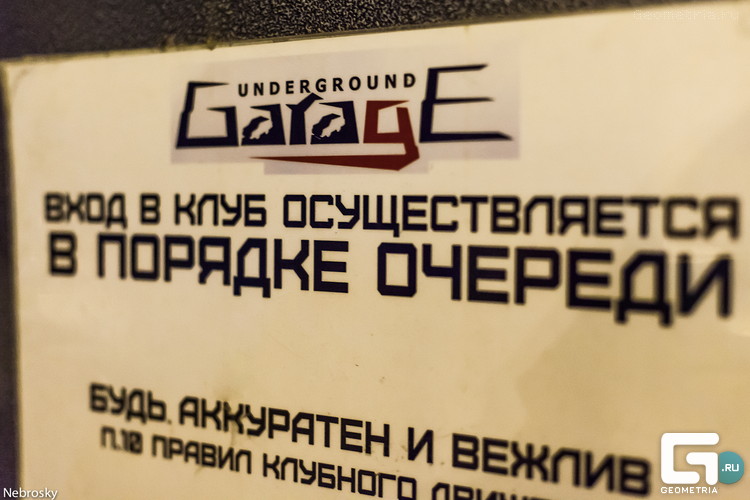 UNDERGROUND
GaragE
ВХОД В КЛУБ ОСУЩЕСТВЛЯЕТСЯ
В ПОРЯДКЕ ОЧЕРЕДИ
БУДЬ АККУРАТЕН И ВЕЖЛИВ
П.10 ПРАВИЛ КЛУБНОГО
Nebrosky
G .RU
GEOMETRIA